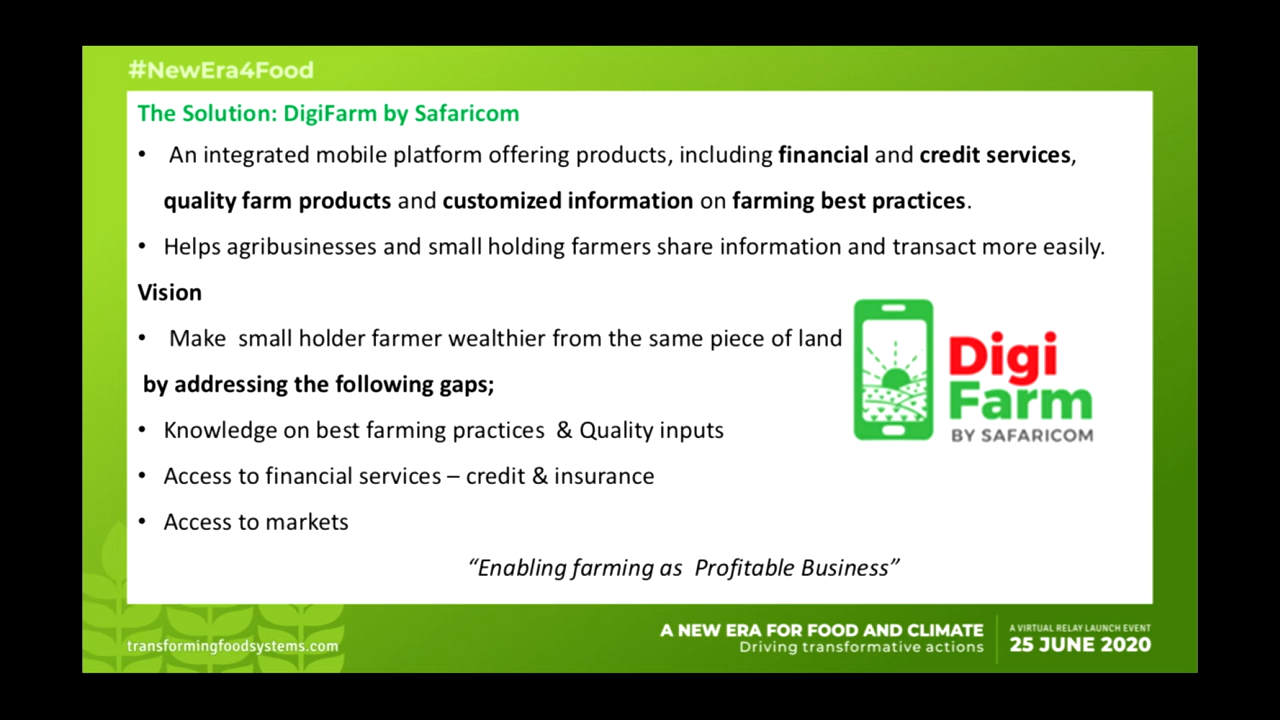 #NewEra4Food
The Solution: DigiFarm by Safaricom
• An integrated mobile platform offering products, including financial and credit services,
quality farm products and customized information on farming best practices.
• Helps agribusinesses and small holding farmers share information and transact more easily.
Vision
• Make small holder farmer wealthier from the same piece of land
by addressing the following gaps;
• Knowledge on best farming practices & Quality inputs
• Access to financial services – credit & insurance
• Access to markets
Digi
Farm
BY SAFARICOM
“Enabling farming as Profitable Business”
transformingfoodsystems.com
A NEW ERA FOR FOOD AND CLIMATE
Driving transformative actions
A VIRTUAL RELAY LAUNCH EVENT
25 JUNE 2020